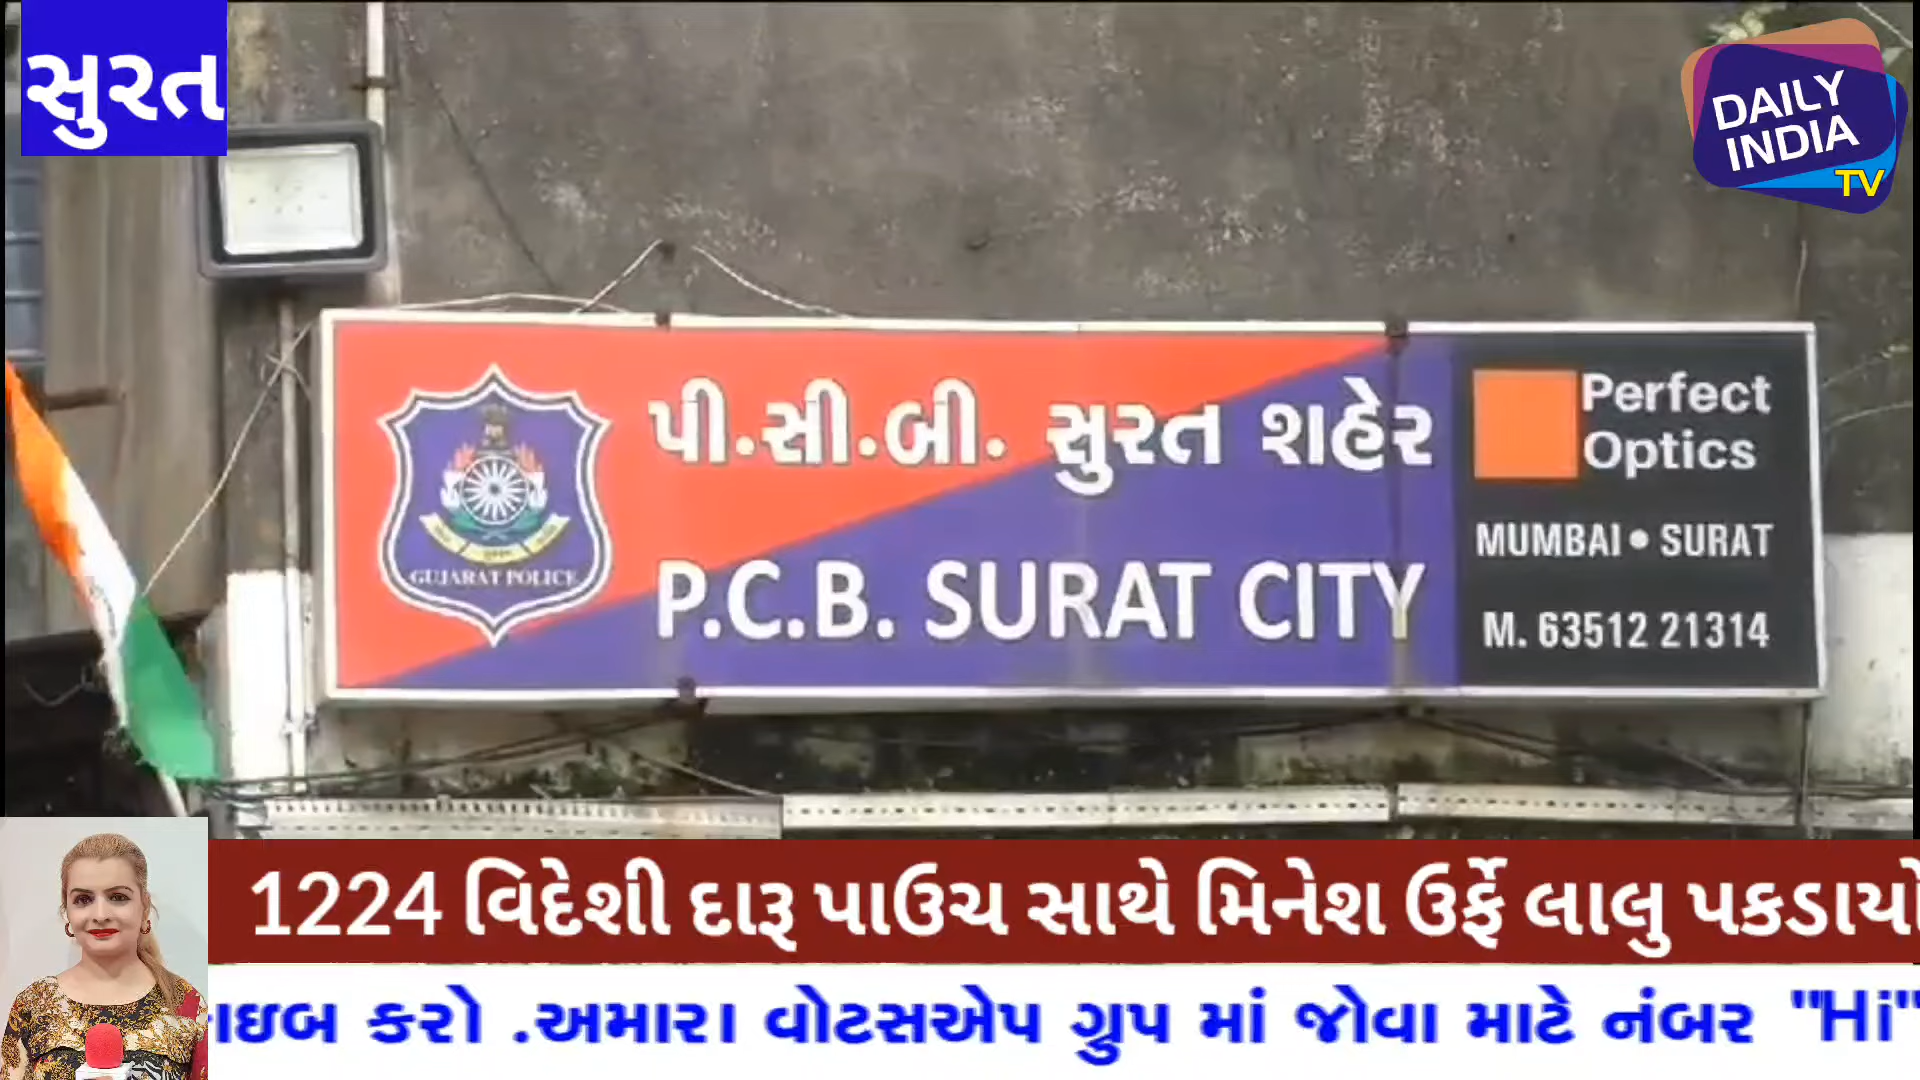 સુરત
DAILY
INDIA
TV
પી.સી.બી. સુરત શહેર
P.C.B. SURAT CITY
GUJARAT POLICE
Perfect
Optics
MUMBAI • SURAT
M. 63512 21314
1224 વિદેશી દારૂ પાઉચ સાથે મિનેશ ઉર્ફે લાલુ પકડાયો
કરો .અમારા વોટસએપ ગ્રુપ માં જોવા માટે નંબર "Hi"